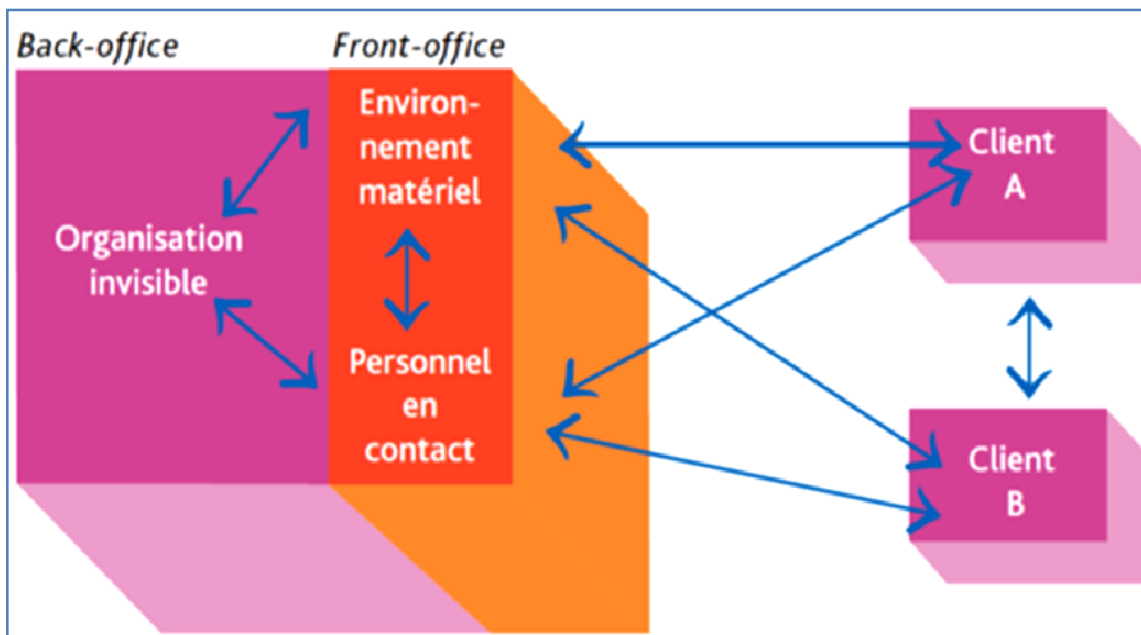 Back-office
Front-office
Environ-
nement
matériel
Organisation
invisible
Personnel
en
contact
Client
A
Client
B